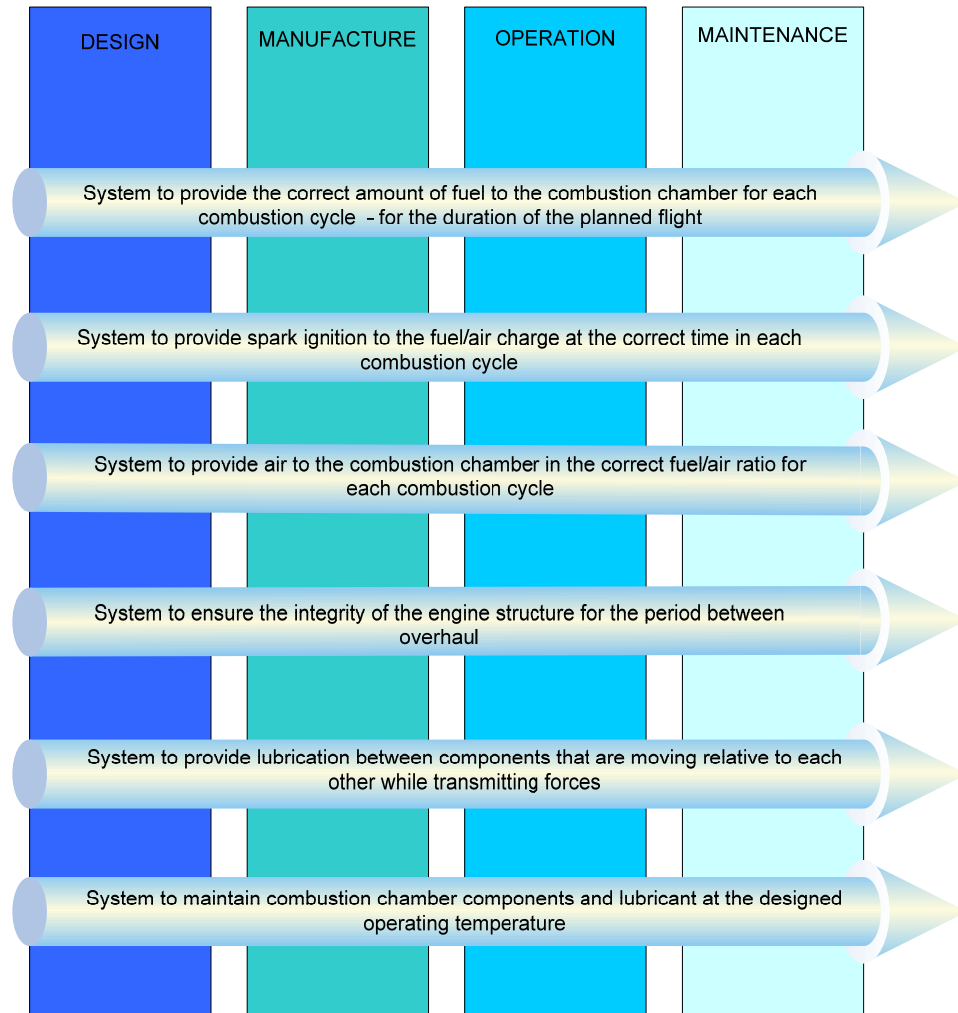 DESIGN
MANUFACTURE
OPERATION
MAINTENANCE
System to provide the correct amount of fuel to the combustion chamber for each
combustion cycle – for the duration of the planned flight
System to provide spark ignition to the fuel/air charge at the correct time in each
combustion cycle
System to provide air to the combustion chamber in the correct fuel/air ratio for
each combustion cycle
System to ensure the integrity of the engine structure for the period between
overhaul
System to provide lubrication between components that are moving relative to each
other while transmitting forces
System to maintain combustion chamber components and lubricant at the designed
operating temperature